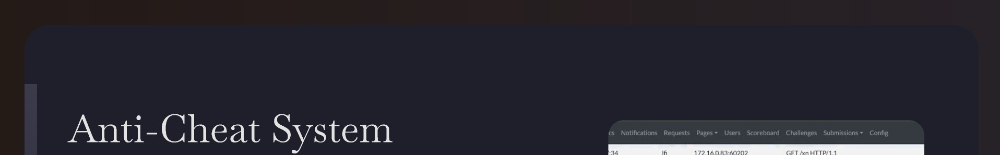 Anti-Cheat System
Notifications Requests Pages Users Scoreboard Challenges Submissions Config
:34 lfi 172.16.0.83:60202 GET /xn HTTP/1.1